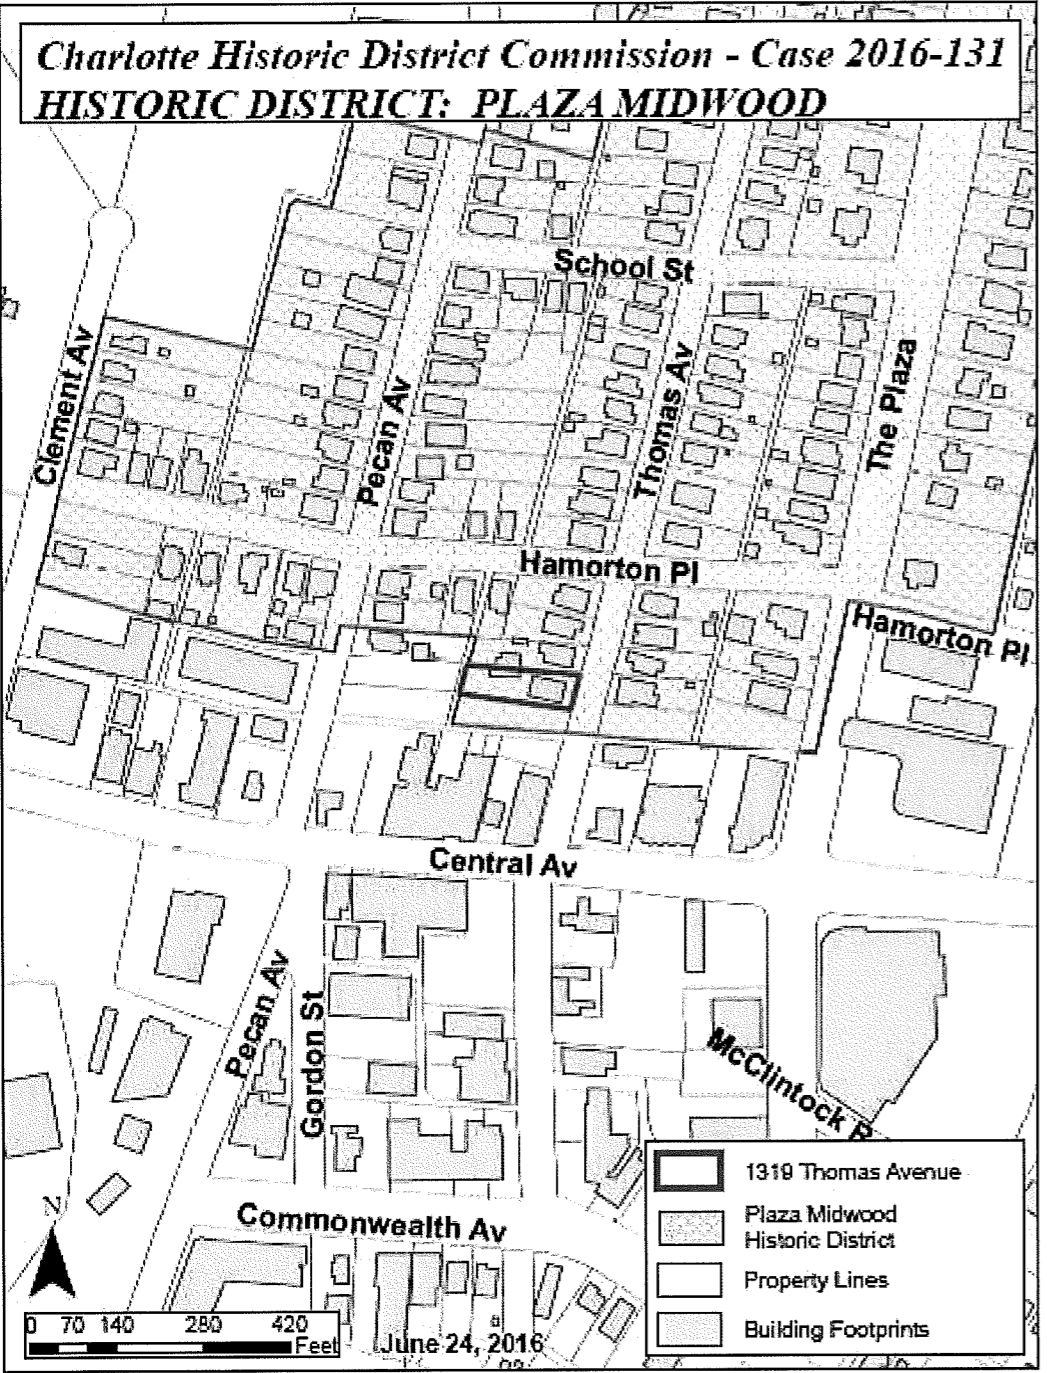 Charlotte Historic District Commission - Case 2016-131
HISTORIC DISTRICT: PLAZA MIDWOOD
School St
Clement Av
Pecan Av
Thomas Av
The Plaza
Hamorton Pl
Hamorton Pl
Central Av
Pecan Av
Gordon St
McClintock R
Commonwealth Av
N
0 70 140 280 420
Feet
June 24, 2016
1319 Thomas Avenue
Plaza Midwood
Historic District
Property Lines
Building Footprints